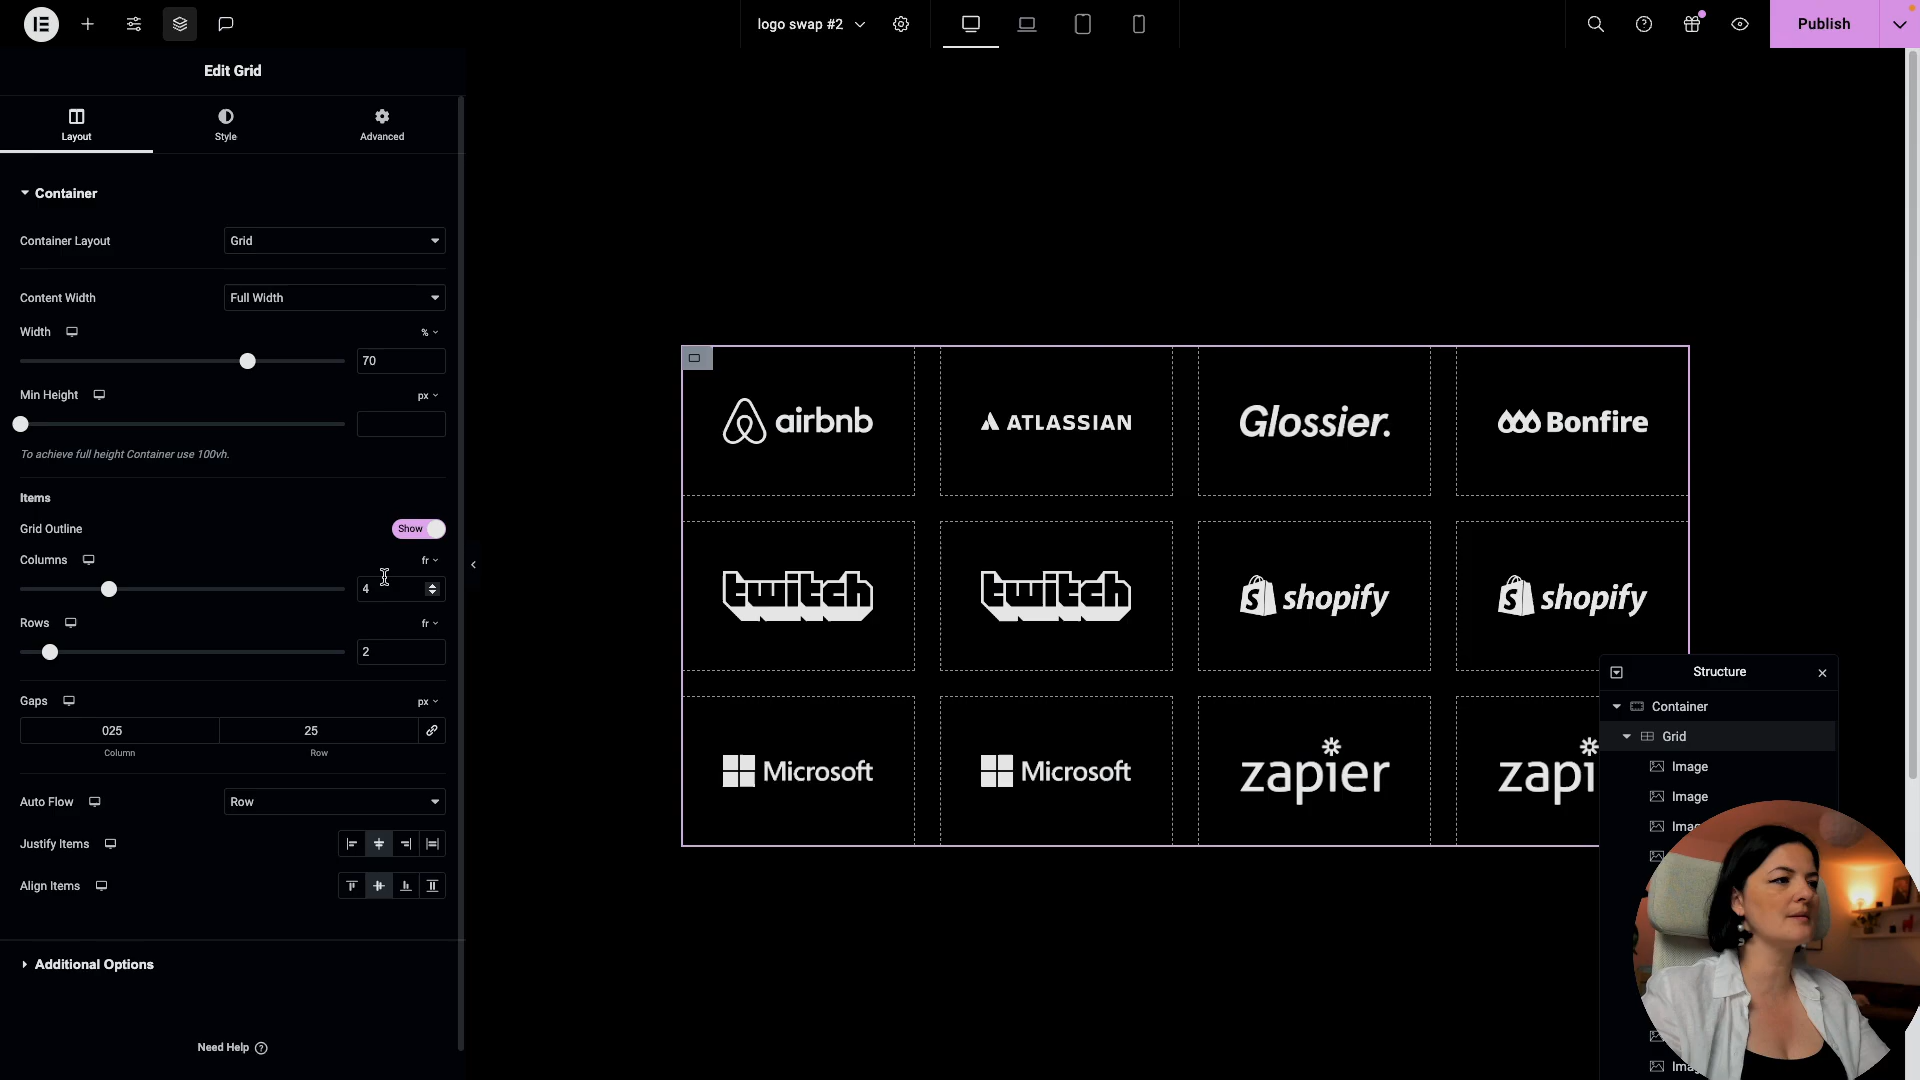 logo swap #2
Publish
Edit Grid
Layout
Style
Advanced
Container
Container Layout
Grid
Content Width
Full Width
Width
%
70
Min Height
px
To achieve full height Container use 100vh.
Items
Grid Outline
Show
Columns
fr
4
Rows
fr
2
Gaps
px
025
25
Column
Row
Auto Flow
Row
Justify Items
Align Items
Additional Options
Need Help
airbnb
ATLASSIAN
Glossier.
Bonfire
twitch
twitch
shopify
shopify
Microsoft
Microsoft
zapier
zapi
Structure
Container
Grid
Image
Image
Imag
Ima